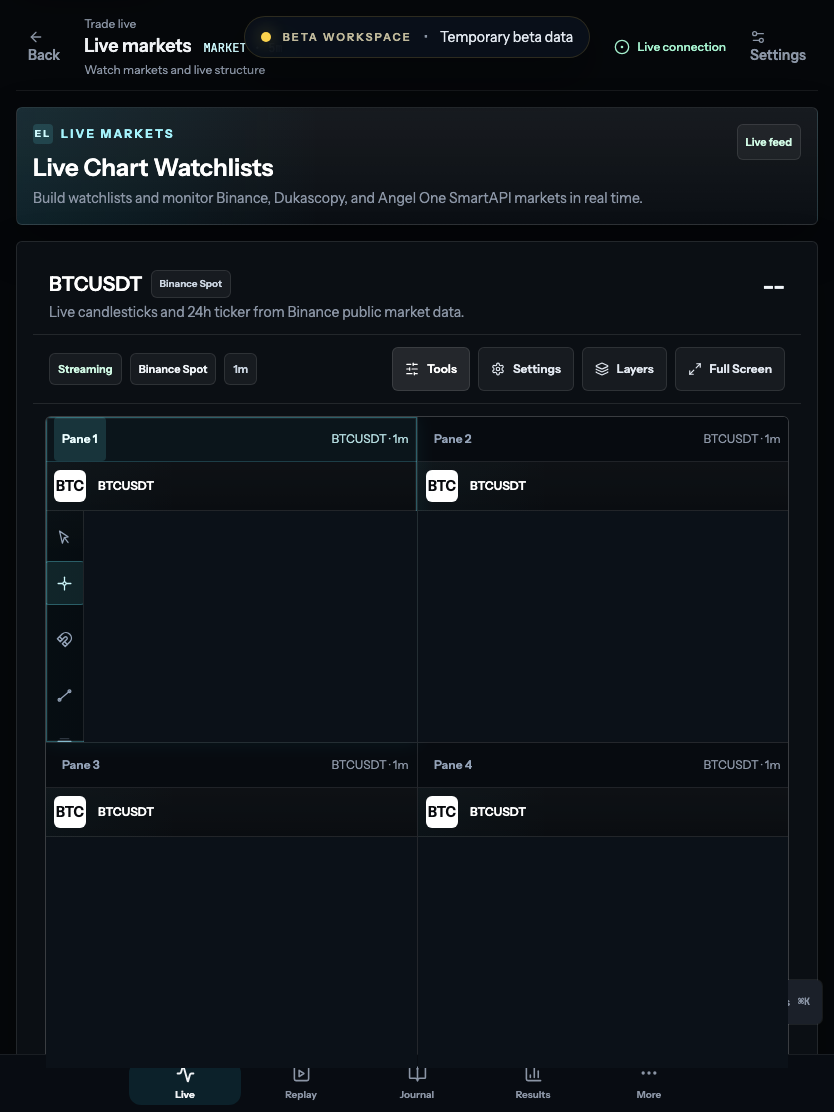 Trade live
Back
Live markets
MARKET
BETA WORKSPACE · Temporary beta data
Live connection
Settings
Watch markets and live structure
EL LIVE MARKETS
Live feed
Live Chart Watchlists
Build watchlists and monitor Binance, Dukascopy, and Angel One SmartAPI markets in real time.
BTCUSDT Binance Spot
--
Live candlesticks and 24h ticker from Binance public market data.
Streaming Binance Spot 1m Tools Settings Layers Full Screen
Pane 1 BTCUSDT · 1m Pane 2 BTCUSDT · 1m
BTC BTCUSDT BTC BTCUSDT
Pane 3 BTCUSDT · 1m Pane 4 BTCUSDT · 1m
BTC BTCUSDT BTC BTCUSDT
⌘K
Live Replay Journal Results More